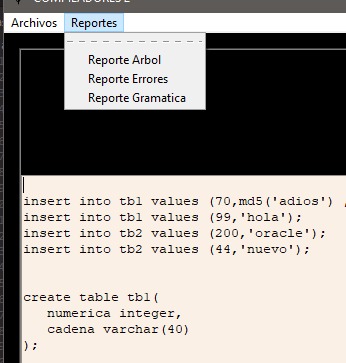 COMPILADORES 2
Archivos Reportes
Reporte Arbol
Reporte Errores
Reporte Gramatica
insert into tb1 values (70,md5('adios') ,
insert into tb1 values (99,'hola');
insert into tb2 values (200,'oracle');
insert into tb2 values (44,'nuevo');
create table tb1(
numerica integer,
cadena varchar(40)
);